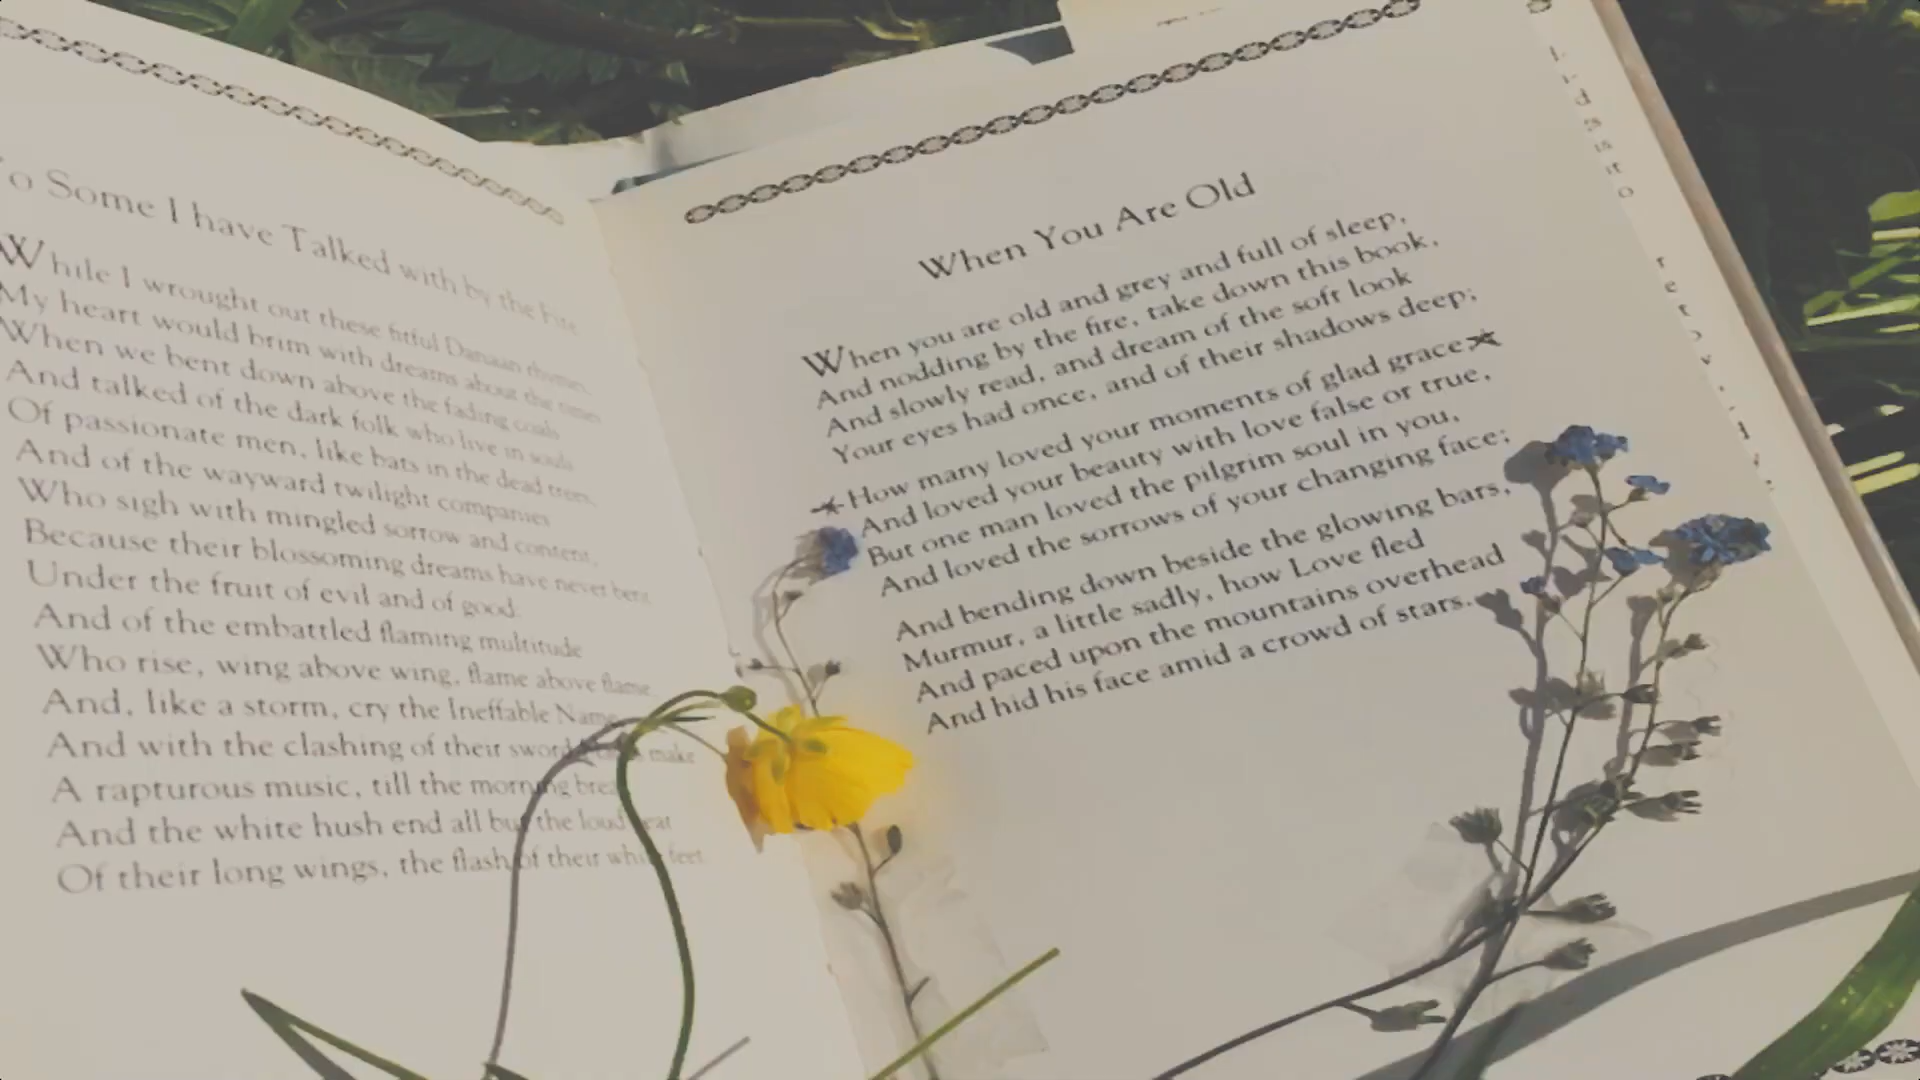 To Some I have Talked with by the Fire
While I wrought out these fitful Danaan rhymes,
My heart would brim with dreams about the times
When we bent down above the fading coals
And talked of the dark folk who live in souls
Of passionate men, like bats in the dead trees,
And of the wayward twilight companies
Who sigh with mingled sorrow and content,
Because their blossoming dreams have never bent
Under the fruit of evil and of good:
And of the embattled flaming multitude
Who rise, wing above wing, flame above flame,
And, like a storm, cry the Ineffable Name,
And with the clashing of their sword make
A rapturous music, till the morning
And the white hush end all but the loud
Of their long wings, the flash of their white feet.
When You Are Old
When you are old and grey and full of sleep,
And nodding by the fire, take down this book,
And slowly read, and dream of the soft look
Your eyes had once, and of their shadows deep;
How many loved your moments of glad grace
And loved your beauty with love false or true,
But one man loved the pilgrim soul in you,
And loved the sorrows of your changing face;
And bending down beside the glowing bars,
Murmur, a little sadly, how Love fled
And paced upon the mountains overhead
And hid his face amid a crowd of stars.